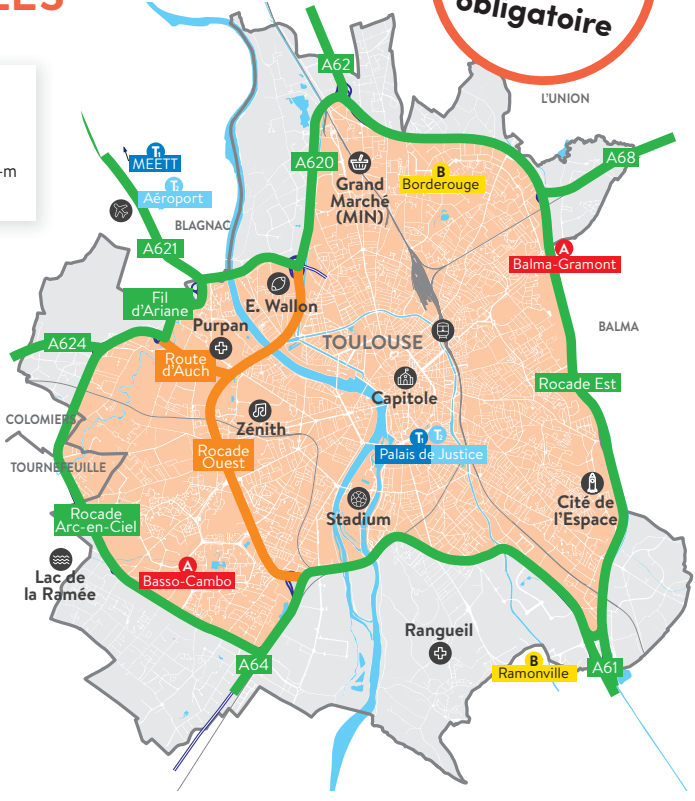 obligatoire
-m
A62
L'UNION
A620
A68
T1
MEETT
Grand
Marché
(MIN)
B
Borderouge
T2
Aéroport
BLAGNAC
A621
A
Balma-Gramont
Fil
d'Ariane
E. Wallon
Purpan
TOULOUSE
BALMA
A624
Route
d'Auch
Capitole
Rocade Est
COLOMIERS
Zénith
T1
T2
Palais de Justice
TOURNEFEUILLE
Rocade
Ouest
Cité de
l'Espace
Rocade
Arc-en-Ciel
Stadium
A
Basso-Cambo
Lac de
la Ramée
Rangueil
A64
B
Ramonville
A61